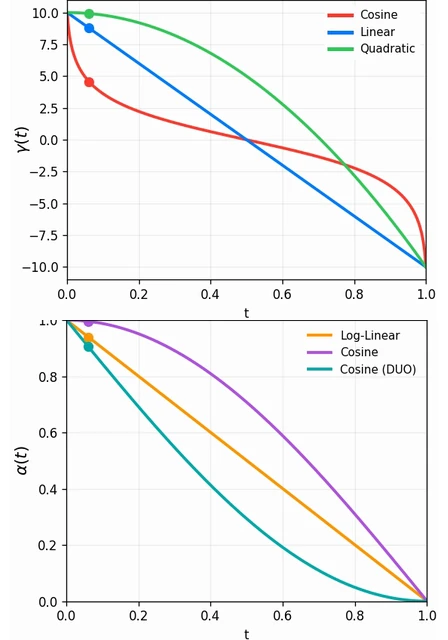 10.0
7.5
5.0
2.5
0.0
−2.5
−5.0
−7.5
−10.0
γ(t)
Cosine
Linear
Quadratic
0.0 0.2 0.4 0.6 0.8 1.0
t
1.0
0.8
0.6
0.4
0.2
0.0
α(t)
Log-Linear
Cosine
Cosine (DUO)
0.0 0.2 0.4 0.6 0.8 1.0
t